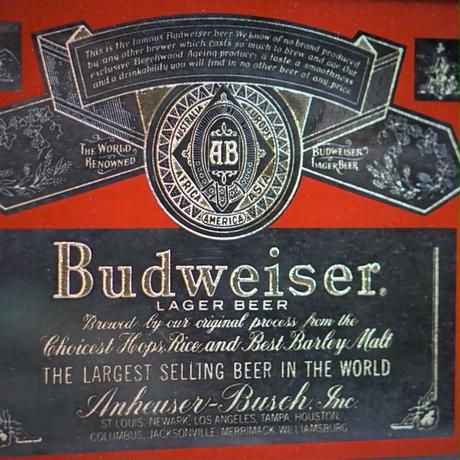 This is the famous Budweiser beer. We know of no brand produced
by any other brewer which costs so much to brew and age. Our
exclusive Beechwood Ageing produces a taste, a smoothness
and a drinkability you will find in no other beer at any price.
THE WORLD
RENOWNED
AUSTRALIA
EUROPE
AFRICA
ASIA
AMERICA
AB
BUDWEISER
LAGER BEER
Budweiser®
LAGER BEER
Brewed by our original process from the
Choicest Hops, Rice and Best Barley Malt
THE LARGEST SELLING BEER IN THE WORLD
Anheuser-Busch, Inc.
ST LOUIS, NEWARK, LOS ANGELES, TAMPA, HOUSTON,
COLUMBUS, JACKSONVILLE, MERRIMACK, WILLIAMSBURG